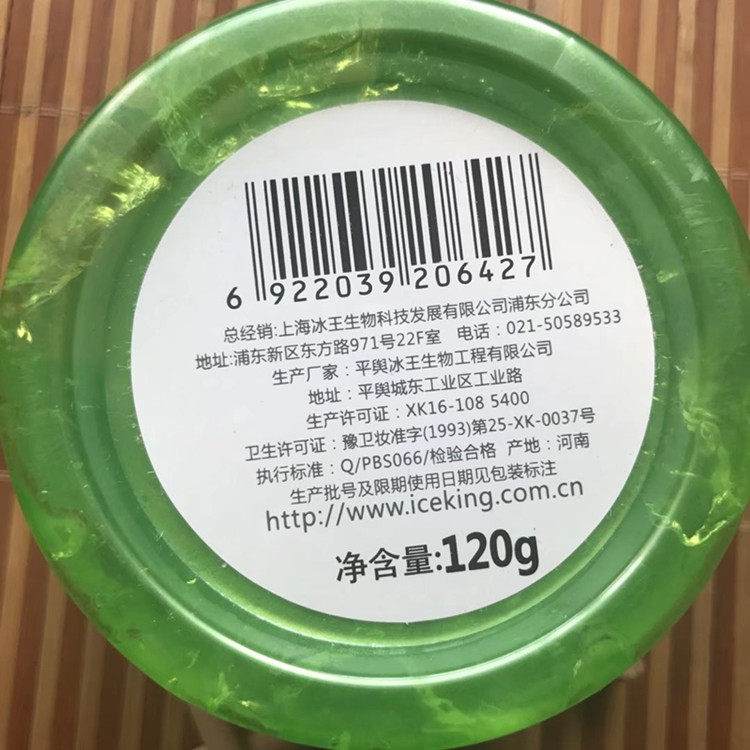 6 922039 206427
总经销:上海冰王生物科技发展有限公司浦东分公司
地址:浦东新区东方路971号22F室 电话：021-50589533
生产厂家：平舆冰王生物工程有限公司
地址：平舆城东工业区工业路
生产许可证：XK16-108 5400
卫生许可证：豫卫妆准字(1993)第25-XK-0037号
执行标准：Q/PBS066/检验合格 产地:河南
生产批号及限期使用日期见包装标注
http://www.iceking.com.cn
净含量:120g